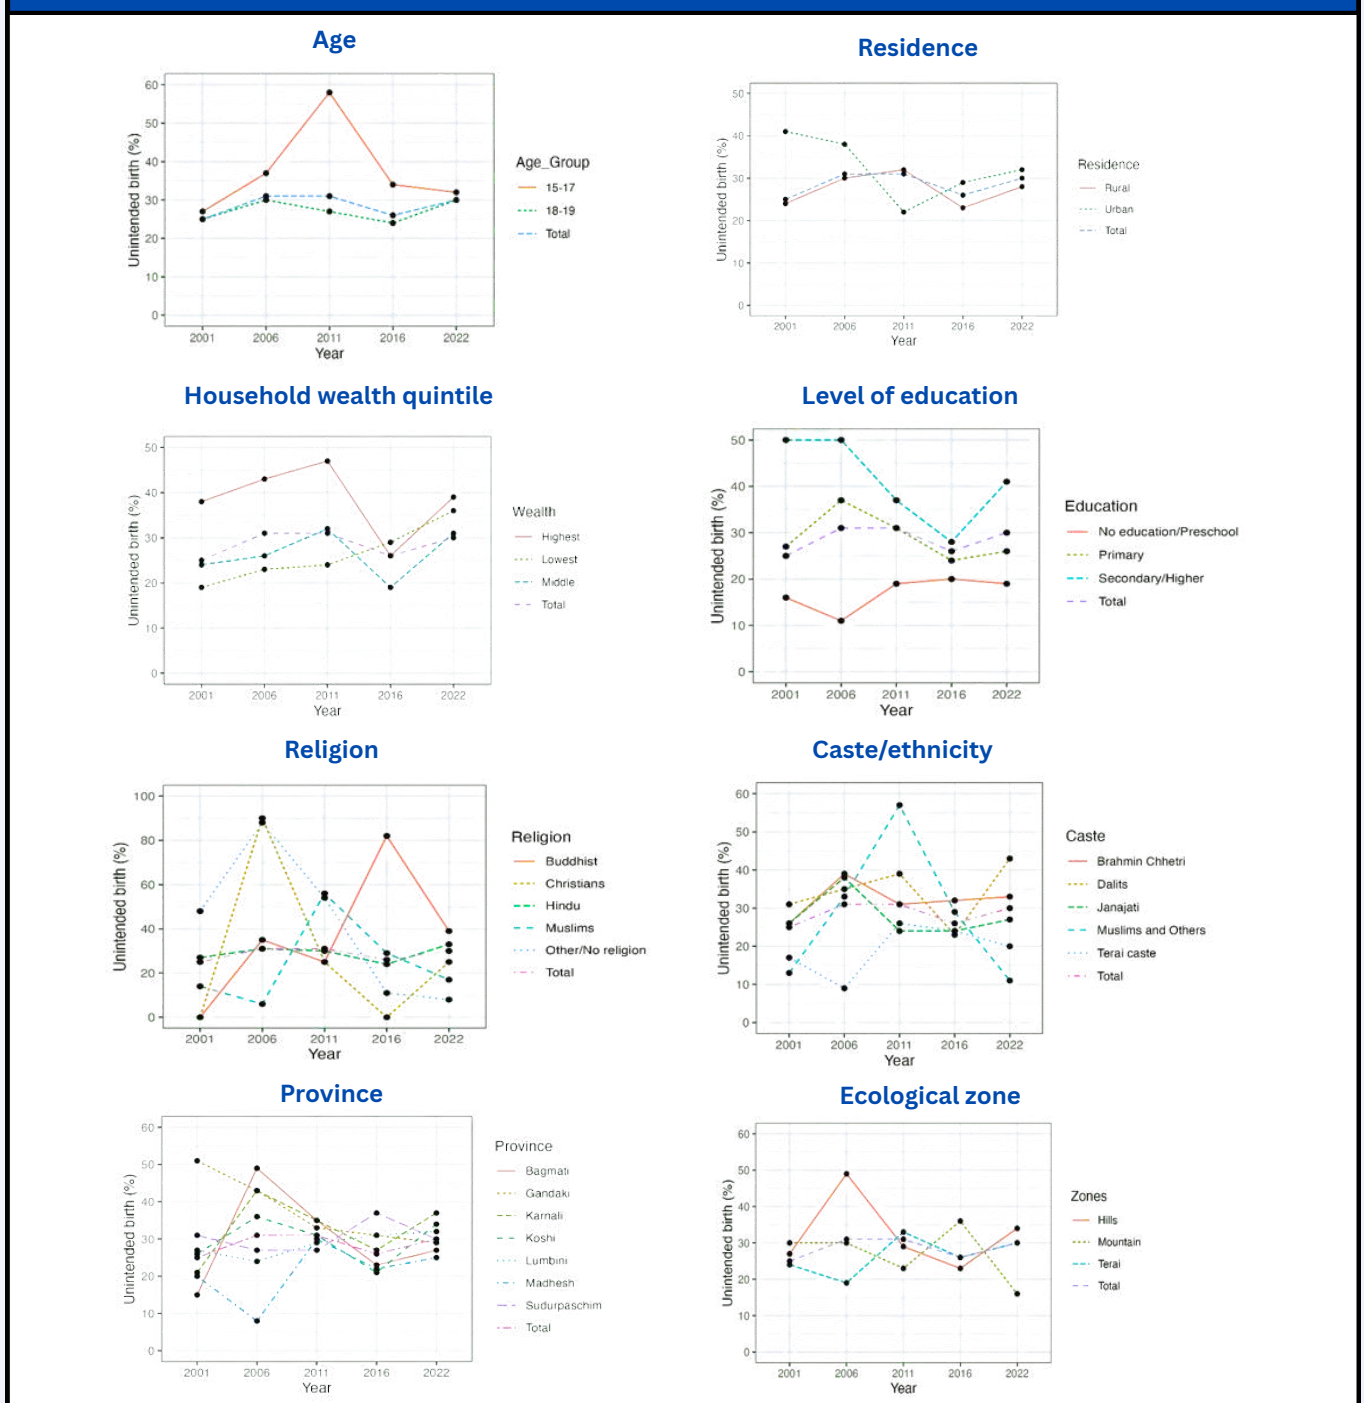 Age
60
50
40
30
20
10
0
Unintended birth (%)
2001 2006 2011 2016 2022
Year
Age_Group
15-17
18-19
Total
Residence
50
40
30
20
10
0
Unintended birth (%)
2001 2006 2011 2016 2022
Year
Residence
Rural
Urban
Total
Household wealth quintile
50
40
30
20
10
0
Unintended birth (%)
2001 2006 2011 2016 2022
Year
Wealth
Highest
Lowest
Middle
Total
Level of education
50
40
30
20
10
0
Unintended birth (%)
2001 2006 2011 2016 2022
Year
Education
No education/Preschool
Primary
Secondary/Higher
Total
Religion
100
80
60
40
20
0
Unintended birth (%)
2001 2006 2011 2016 2022
Year
Religion
Buddhist
Christians
Hindu
Muslims
Other/No religion
Total
Caste/ethnicity
60
50
40
30
20
10
0
Unintended birth (%)
2001 2006 2011 2016 2022
Year
Caste
Brahmin Chhetri
Dalits
Janajati
Muslims and Others
Terai caste
Total
Province
60
50
40
30
20
10
0
Unintended birth (%)
2001 2006 2011 2016 2022
Year
Province
Bagmati
Gandaki
Karnali
Koshi
Lumbini
Madhesh
Sudurpaschim
Total
Ecological zone
60
50
40
30
20
10
0
Unintended birth (%)
2001 2006 2011 2016 2022
Year
Zones
Hills
Mountain
Terai
Total